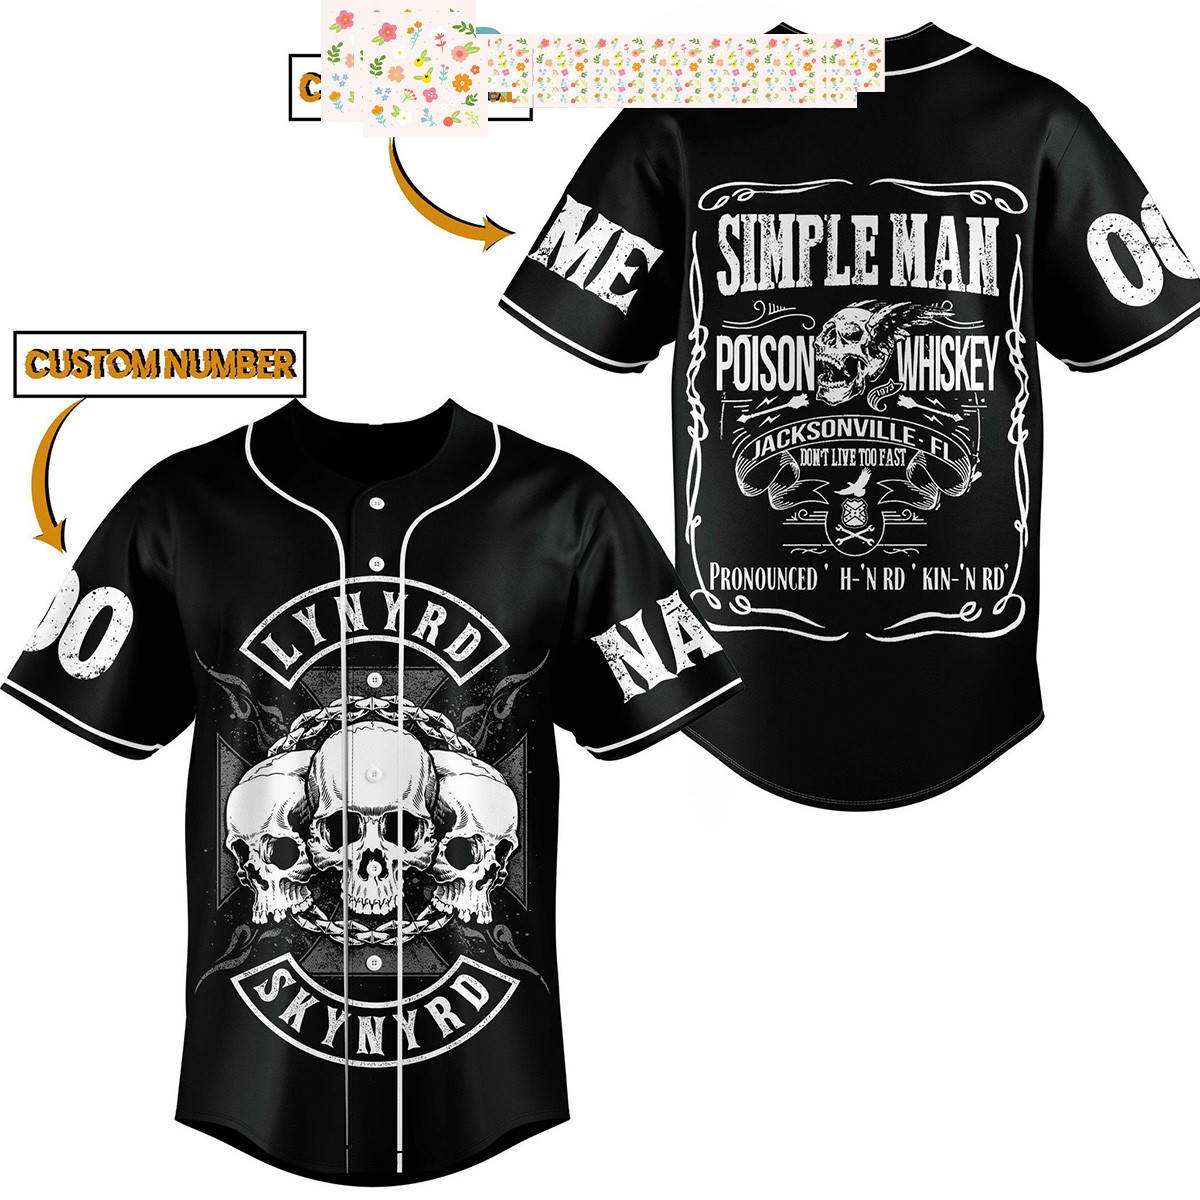 ME
00
SIMPLE MAN
POISON WHISKEY
1973
JACKSONVILLE-FL
DON'T LIVE TOO FAST
PRONOUNCED ' H-'N RD ' KIN-'N RD'
CUSTOM NUMBER
00
NA
LYNYRD
SKYNYRD